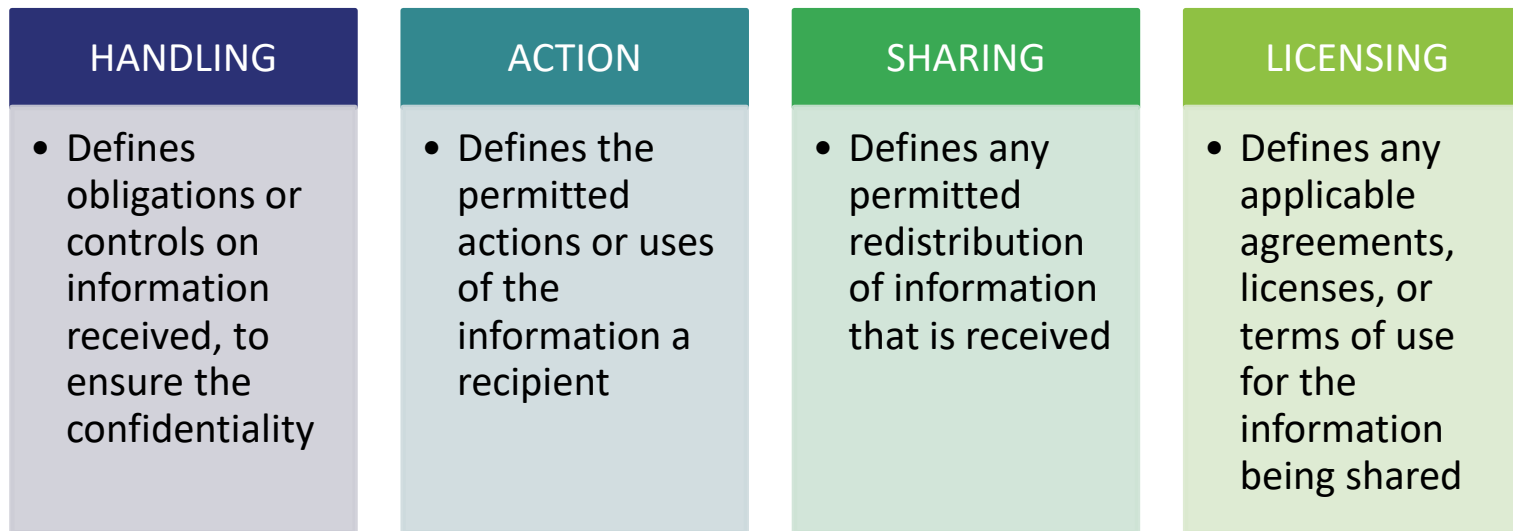 HANDLING
• Defines
obligations or
controls on
information
received, to
ensure the
confidentiality
ACTION
• Defines the
permitted
actions or uses
of the
information a
recipient
SHARING
• Defines any
permitted
redistribution
of information
that is received
LICENSING
• Defines any
applicable
agreements,
licenses, or
terms of use
for the
information
being shared